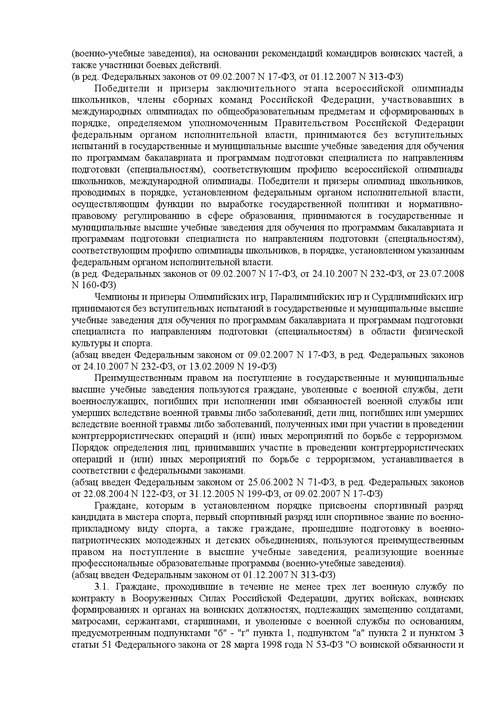 (военно-учебные заведения), на основании рекомендаций командиров воинских частей, а
также участники боевых действий.
(в ред. Федеральных законов от 09.02.2007 N 17-ФЗ, от 01.12.2007 N 313-ФЗ)
Победители и призеры заключительного этапа всероссийской олимпиады
школьников, члены сборных команд Российской Федерации, участвовавших в
международных олимпиадах по общеобразовательным предметам и сформированных в
порядке, определяемом уполномоченным Правительством Российской Федерации
федеральным органом исполнительной власти, принимаются без вступительных
испытаний в государственные и муниципальные высшие учебные заведения для обучения
по программам бакалавриата и программам подготовки специалиста по направлениям
подготовки (специальностям), соответствующим профилю всероссийской олимпиады
школьников, международной олимпиады. Победители и призеры олимпиад школьников,
проводимых в порядке, установленном федеральным органом исполнительной власти,
осуществляющим функции по выработке государственной политики и нормативно-
правовому регулированию в сфере образования, принимаются в государственные и
муниципальные высшие учебные заведения для обучения по программам бакалавриата и
программам подготовки специалиста по направлениям подготовки (специальностям),
соответствующим профилю олимпиады школьников, в порядке, установленном указанным
федеральным органом исполнительной власти.
(в ред. Федеральных законов от 09.02.2007 N 17-ФЗ, от 24.10.2007 N 232-ФЗ, от 23.07.2008
N 160-ФЗ)
Чемпионы и призеры Олимпийских игр, Паралимпийских игр и Сурдлимпийских игр
принимаются без вступительных испытаний в государственные и муниципальные высшие
учебные заведения для обучения по программам бакалавриата и программам подготовки
специалиста по направлениям подготовки (специальностям) в области физической
культуры и спорта.
(абзац введен Федеральным законом от 09.02.2007 N 17-ФЗ, в ред. Федеральных законов
от 24.10.2007 N 232-ФЗ, от 13.02.2009 N 19-ФЗ)
Преимущественным правом на поступление в государственные и муниципальные
высшие учебные заведения пользуются граждане, уволенные с военной службы, дети
военнослужащих, погибших при исполнении ими обязанностей военной службы или
умерших вследствие военной травмы либо заболеваний, дети лиц, погибших или умерших
вследствие военной травмы либо заболеваний, полученных ими при участии в проведении
контртеррористических операций и (или) иных мероприятий по борьбе с терроризмом.
Порядок определения лиц, принимавших участие в проведении контртеррористических
операций и (или) иных мероприятий по борьбе с терроризмом, устанавливается в
соответствии с федеральными законами.
(абзац введен Федеральным законом от 25.06.2002 N 71-ФЗ, в ред. Федеральных законов
от 22.08.2004 N 122-ФЗ, от 31.12.2005 N 199-ФЗ, от 09.02.2007 N 17-ФЗ)
Граждане, которым в установленном порядке присвоены спортивный разряд
кандидата в мастера спорта, первый спортивный разряд или спортивное звание по военно-
прикладному виду спорта, а также граждане, прошедшие подготовку в военно-
патриотических молодежных и детских объединениях, пользуются преимущественным
правом на поступление в высшие учебные заведения, реализующие военные
профессиональные образовательные программы (военно-учебные заведения).
(абзац введен Федеральным законом от 01.12.2007 N 313-ФЗ)
3.1. Граждане, проходившие в течение не менее трех лет военную службу по
контракту в Вооруженных Силах Российской Федерации, других войсках, воинских
формированиях и органах на воинских должностях, подлежащих замещению солдатами,
матросами, сержантами, старшинами, и уволенные с военной службы по основаниям,
предусмотренным подпунктами "б" - "г" пункта 1, подпунктом "а" пункта 2 и пунктом 3
статьи 51 Федерального закона от 28 марта 1998 года N 53-ФЗ "О воинской обязанности и